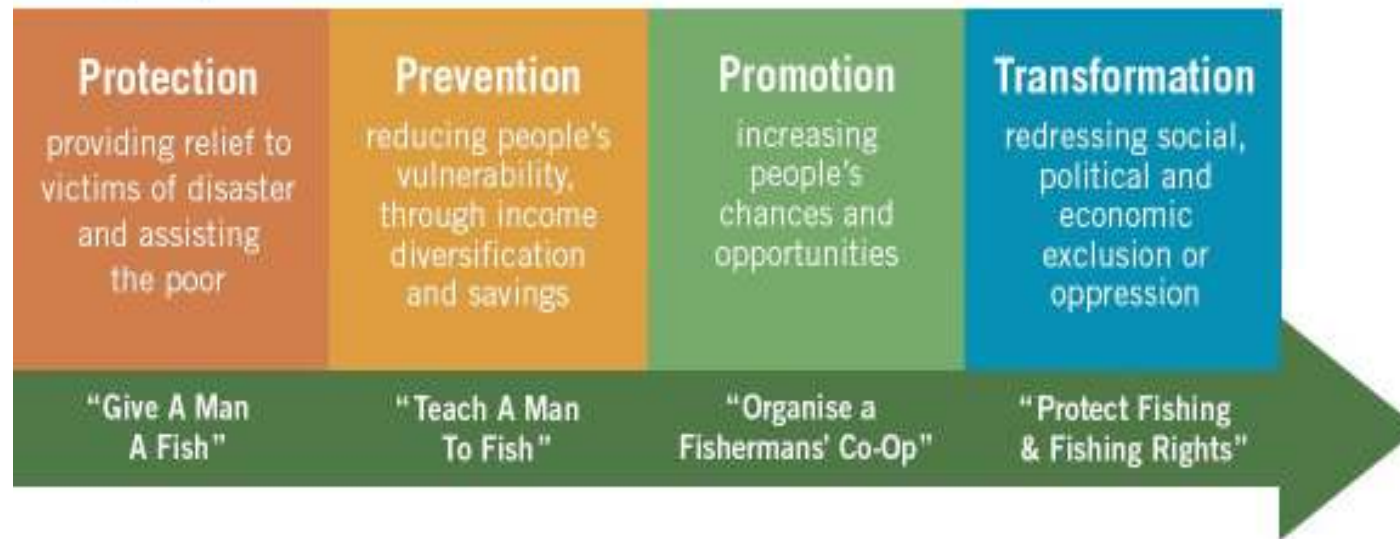 Protection
providing relief to
victims of disaster
and assisting
the poor
Prevention
reducing people's
vulnerability,
through income
diversification
and savings
Promotion
increasing
people's
chances and
opportunities
Transformation
redressing social,
political and
economic
exclusion or
oppression
"Give A Man
A Fish"
"Teach A Man
To Fish"
"Organise a
Fishermans' Co-Op"
"Protect Fishing
& Fishing Rights"